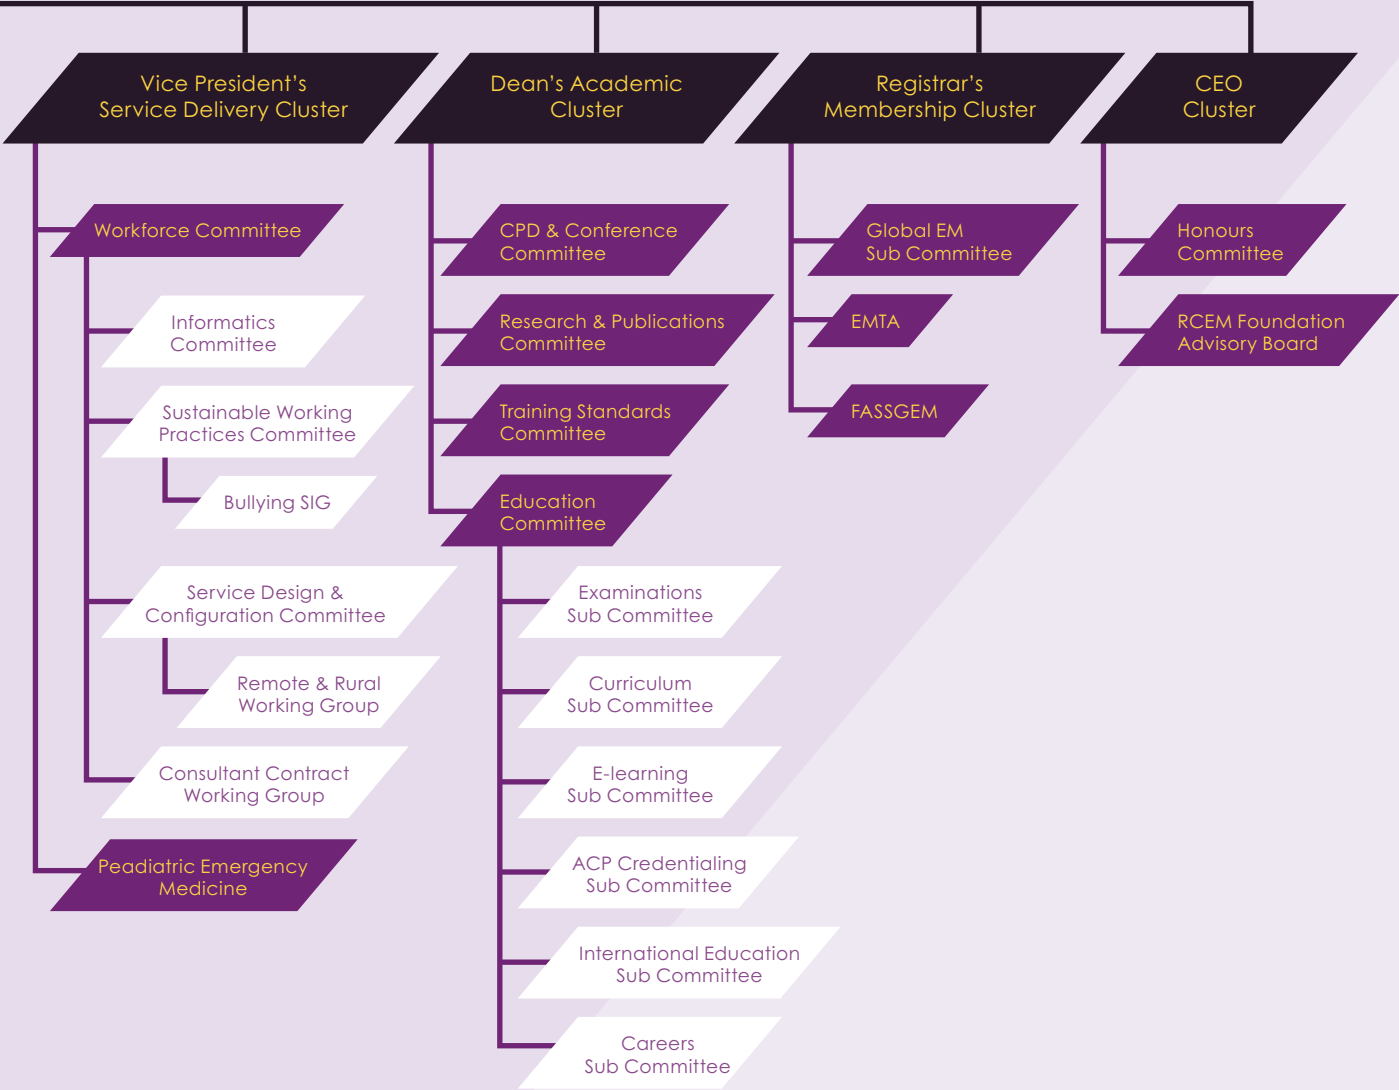 Vice President’s
Service Delivery Cluster
Workforce Committee
Informatics
Committee
Sustainable Working
Practices Committee
Bullying SIG
Service Design &
Configuration Committee
Remote & Rural
Working Group
Consultant Contract
Working Group
Peadiatric Emergency
Medicine
Dean’s Academic
Cluster
CPD & Conference
Committee
Research & Publications
Committee
Training Standards
Committee
Education
Committee
Examinations
Sub Committee
Curriculum
Sub Committee
E-learning
Sub Committee
ACP Credentialing
Sub Committee
International Education
Sub Committee
Careers
Sub Committee
Registrar’s
Membership Cluster
Global EM
Sub Committee
EMTA
FASSGEM
CEO
Cluster
Honours
Committee
RCEM Foundation
Advisory Board